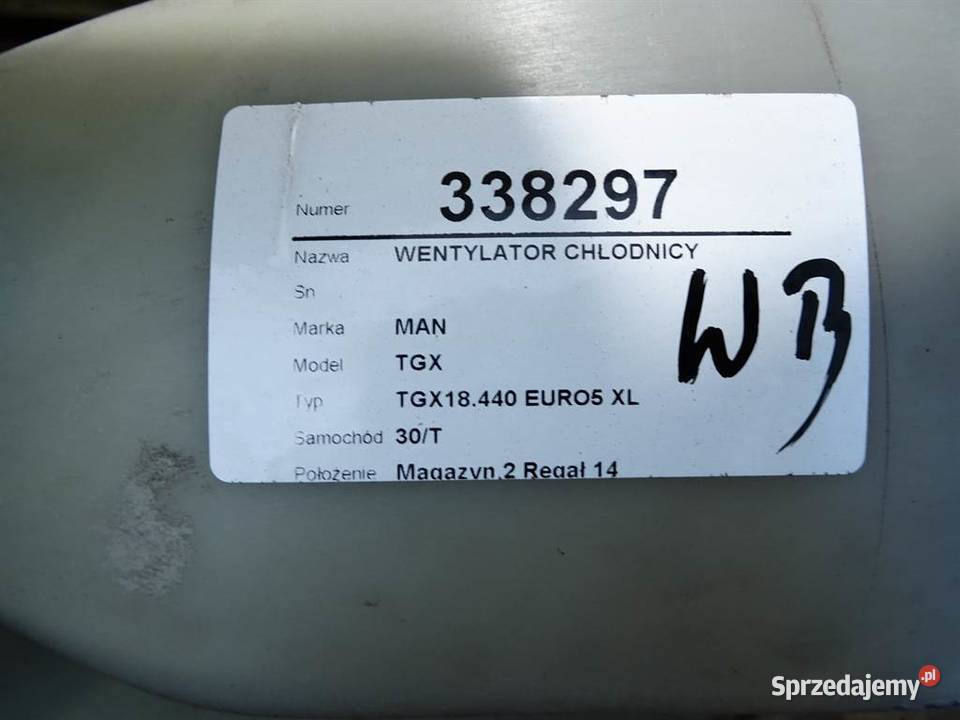 Numer 338297
Nazwa WENTYLATOR CHŁODNICY
Sn
Marka MAN
Model TGX
Typ TGX18.440 EURO5 XL
Samochód 30/T
Położenie Magazyn 2 Regał 14
WB
Sprzedajemy.pl